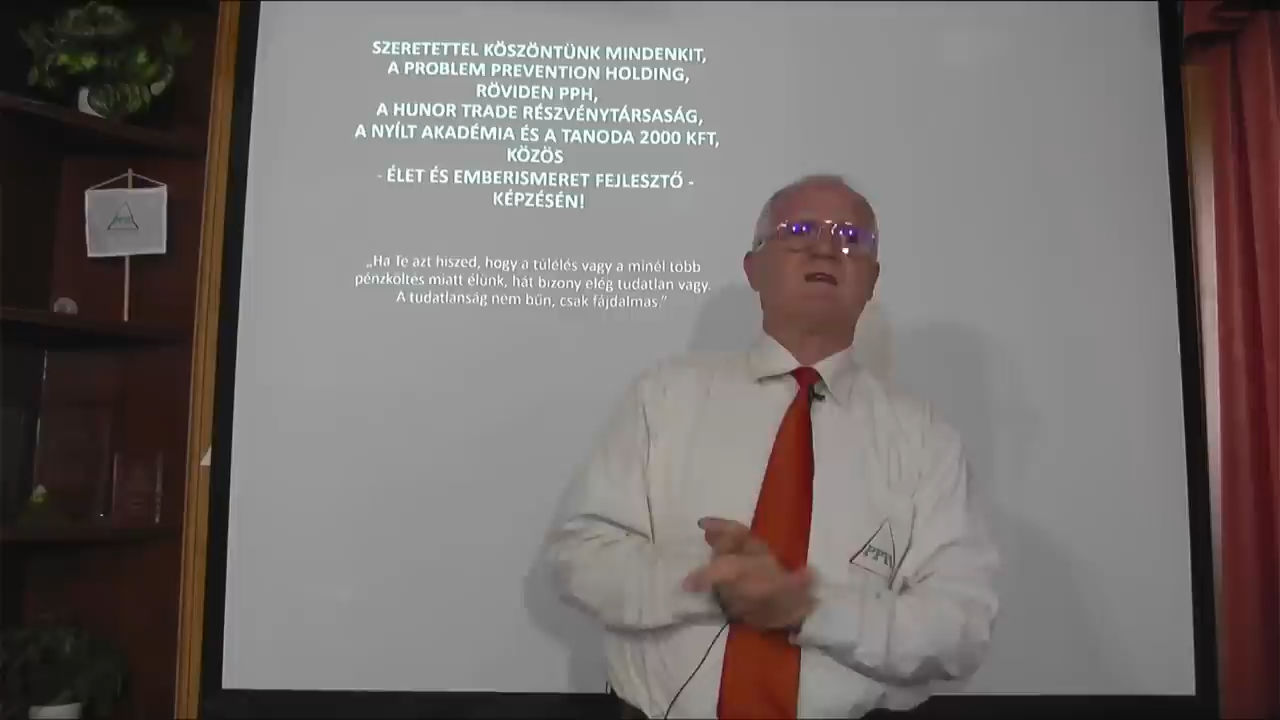 SZERETETTEL KÖSZÖNTÜNK MINDENKIT,
A PROBLEM PREVENTION HOLDING,
RÖVIDEN PPH,
A HUNOR TRADE RÉSZVÉNYTÁRSASÁG,
A NYÍLT AKADÉMIA ÉS A TANODA 2000 KFT,
KÖZÖS
- ÉLET ÉS EMBERISMERET FEJLESZTŐ -
KÉPZÉSÉN!
„Ha Te azt hiszed, hogy a túlélés vagy a minél több
pénzköltés miatt élünk, hát bizony elég tudatlan vagy.
A tudatlanság nem bűn, csak fájdalmas.”
PPH
PPH